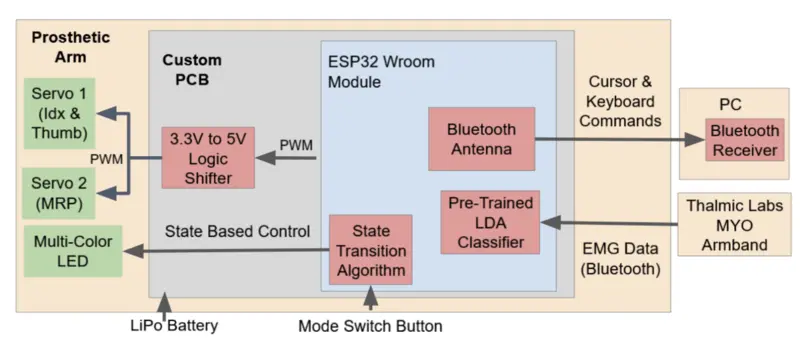 Prosthetic
Arm
Servo 1
(Idx &
Thumb)
PWM
Servo 2
(MRP)
Multi-Color
LED
Custom
PCB
3.3V to 5V
Logic
Shifter
PWM
State Based Control
ESP32 Wroom
Module
Bluetooth
Antenna
Pre-Trained
LDA
Classifier
State
Transition
Algorithm
Cursor &
Keyboard
Commands
EMG Data
(Bluetooth)
PC
Bluetooth
Receiver
Thalmic Labs
MYO
Armband
LiPo Battery
Mode Switch Button